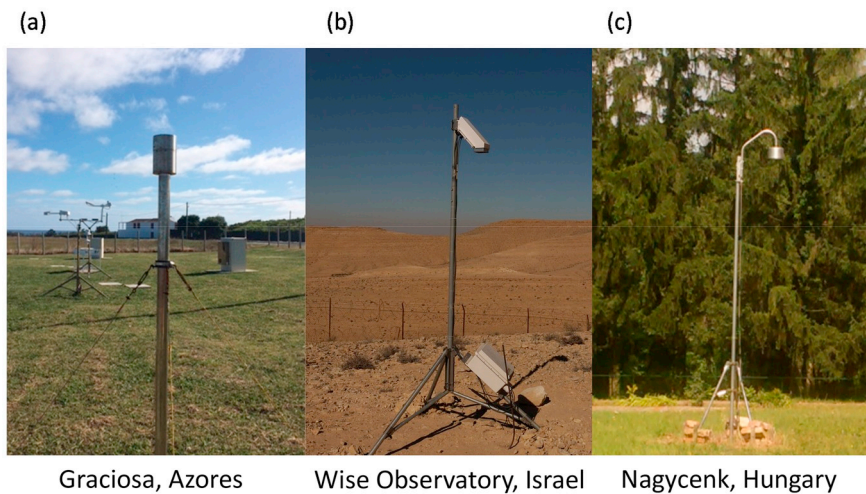 (a)
(b)
(c)
Graciosa, Azores
Wise Observatory, Israel
Nagycenk, Hungary